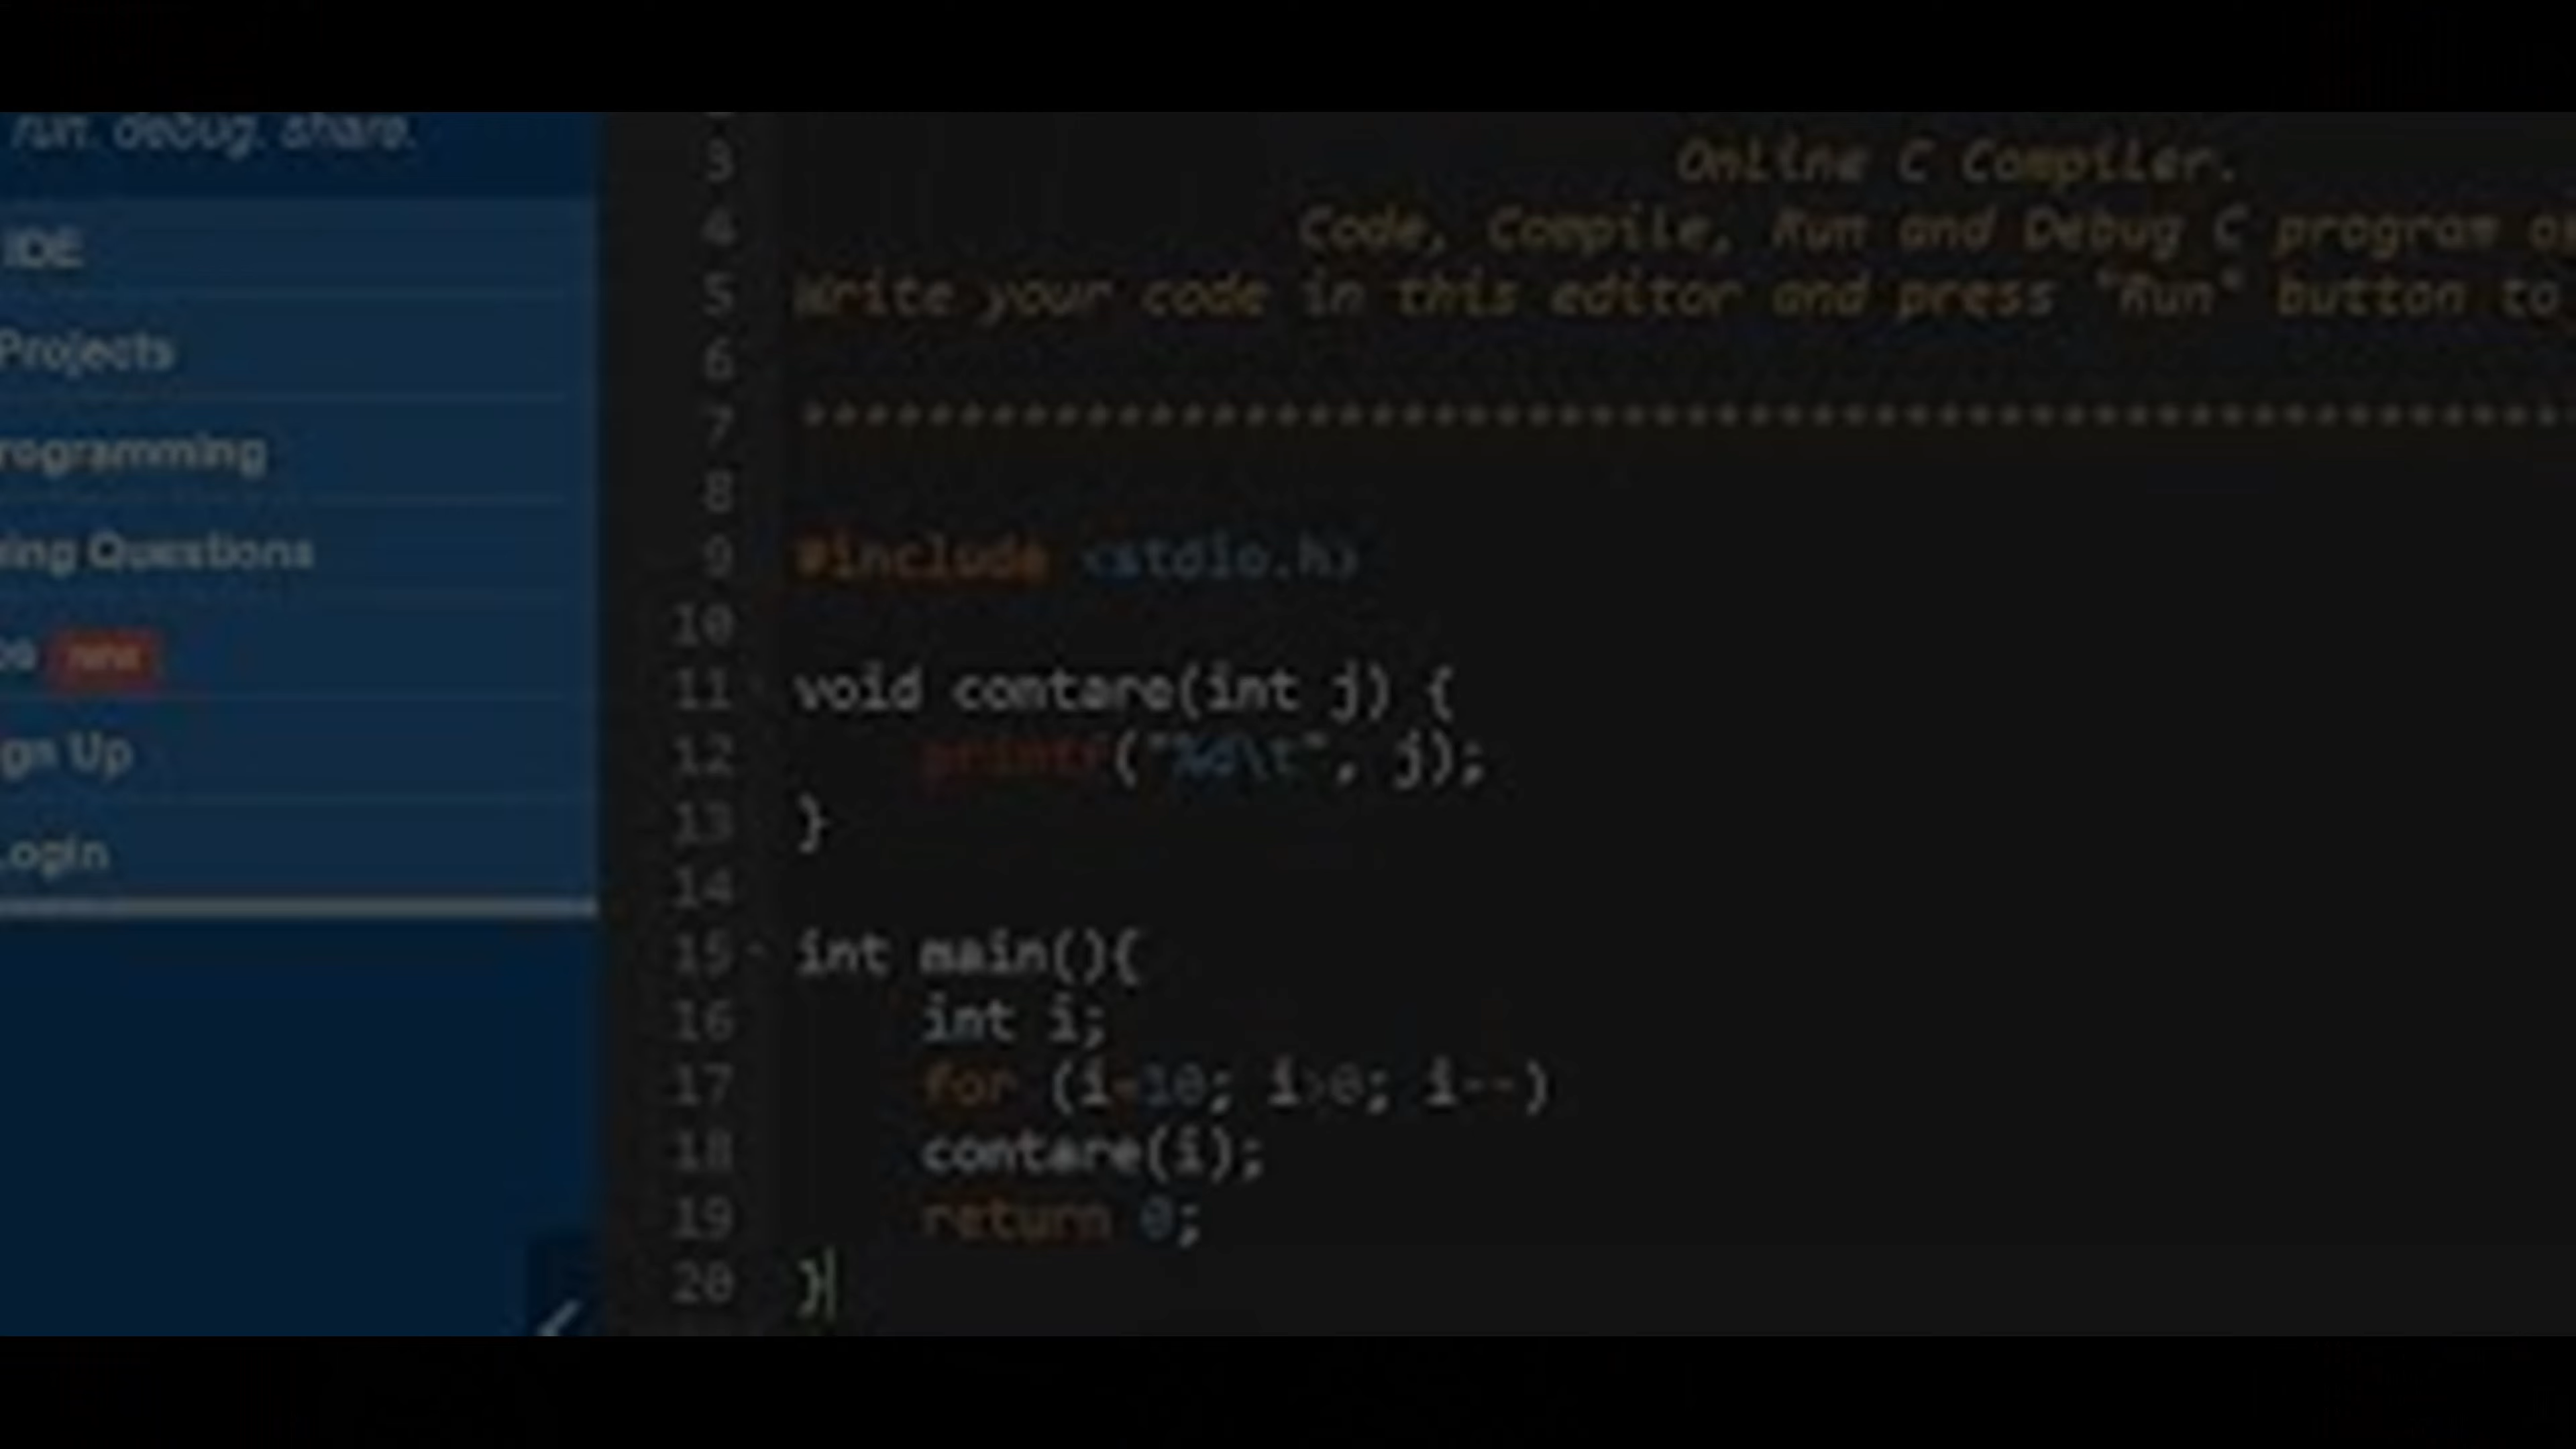 run. debug. share.
IDE
Projects
rogramming
ing Questions
new
gn Up
Login
3 Online C Compiler.
4 Code, Compile, Run and Debug C program
5 Write your code in this editor and press "Run" button to
6
7 *******************************************************
8
9 #include <stdio.h>
10
11 void contare(int j) {
12 printf("%d\t", j);
13 }
14
15 int main(){
16 int i;
17 for (i=10; i>0; i--)
18 contare(i);
19 return 0;
20 }